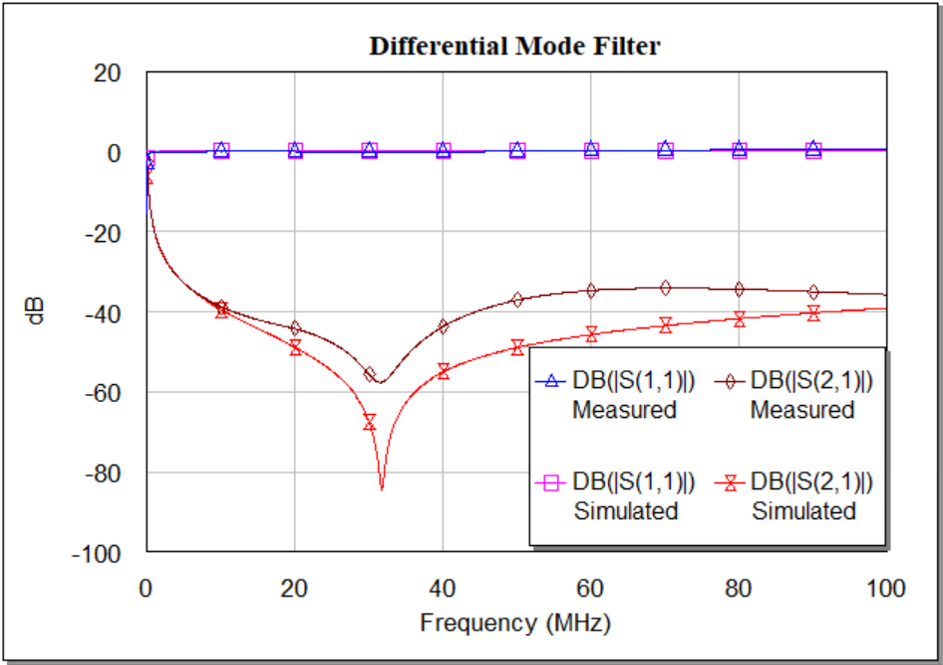 Differential Mode Filter
20
0
-20
-40
-60
-80
-100
dB
0
20
40
60
80
100
Frequency (MHz)
DB(|S(1,1)|)
Measured
DB(|S(2,1)|)
Measured
DB(|S(1,1)|)
Simulated
DB(|S(2,1)|)
Simulated